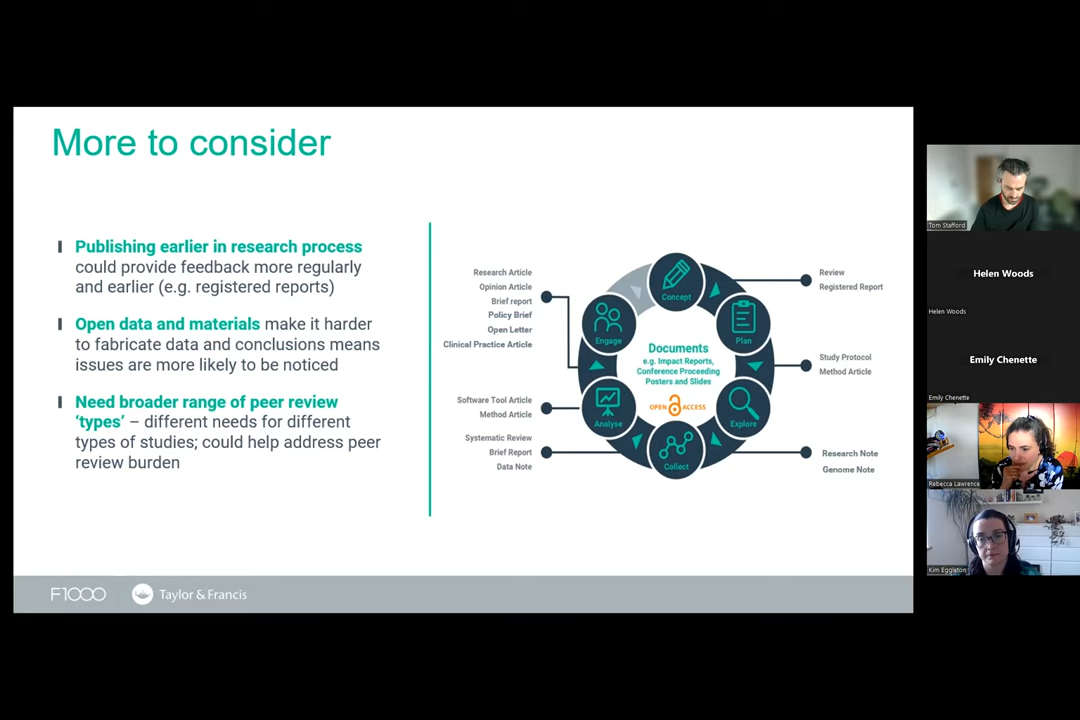 More to consider
Publishing earlier in research process
could provide feedback more regularly
and earlier (e.g. registered reports)
Open data and materials make it harder
to fabricate data and conclusions means
issues are more likely to be noticed
Need broader range of peer review
‘types’ – different needs for different
types of studies; could help address peer
review burden
Research Article
Opinion Article
Brief report
Policy Brief
Open Letter
Clinical Practice Article
Software Tool Article
Method Article
Systematic Review
Brief Report
Data Note
Concept
Plan
Explore
Collect
Analyse
Engage
Documents
e.g. Impact Reports,
Conference Proceeding
Posters and Slides
OPEN ACCESS
Review
Registered Report
Study Protocol
Method Article
Research Note
Genome Note
F1000
Taylor & Francis
Tom Stafford
Helen Woods
Helen Woods
Emily Chenette
Emily Chenette
Rebecca Lawrence
Kim Eggleton